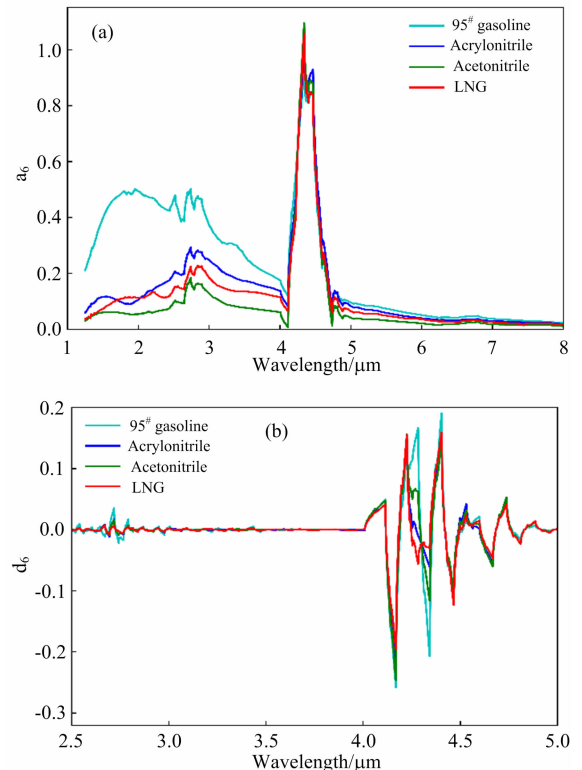 (a)
95# gasoline
Acrylonitrile
Acetonitrile
LNG
1.0
0.8
0.6
0.4
0.2
0.0
a6
1 2 3 4 5 6 7 8
Wavelength/μm
(b)
95# gasoline
Acrylonitrile
Acetonitrile
LNG
0.2
0.1
0.0
-0.1
-0.2
-0.3
d6
2.5 3.0 3.5 4.0 4.5 5.0
Wavelength/μm